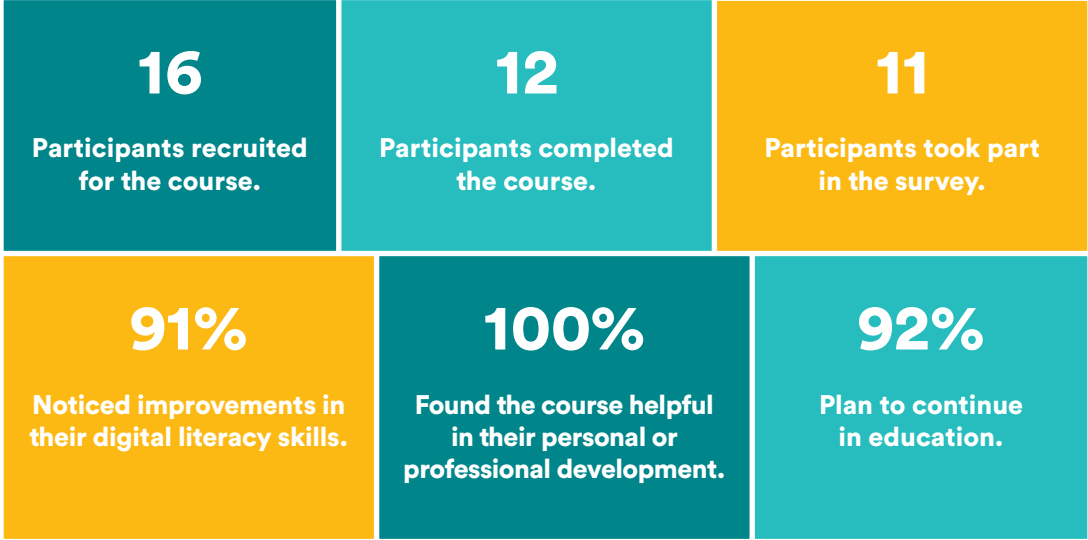 16
Participants recruited
for the course.
12
Participants completed
the course.
11
Participants took part
in the survey.
91%
Noticed improvements in
their digital literacy skills.
100%
Found the course helpful
in their personal or
professional development.
92%
Plan to continue
in education.